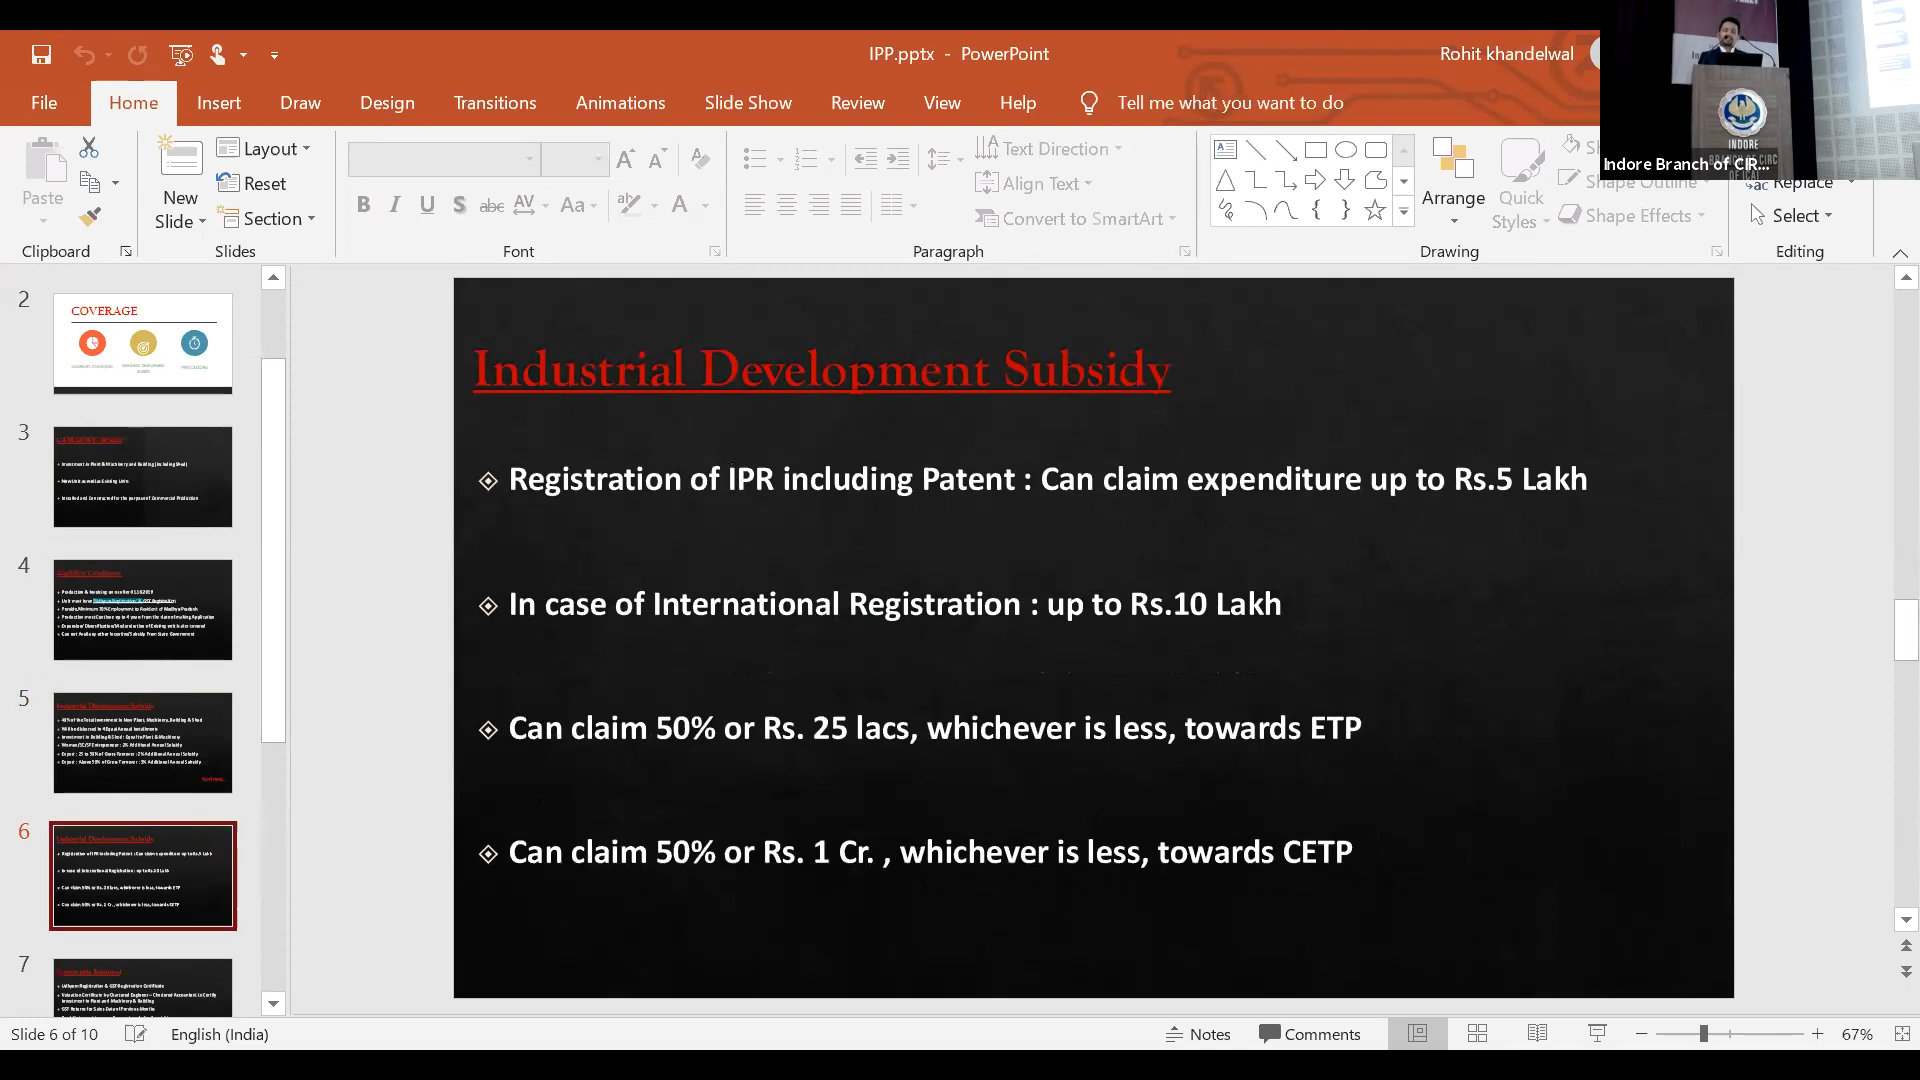 IPP.pptx - PowerPoint
Rohit khandelwal
File Home Insert Draw Design Transitions Animations Slide Show Review View Help Tell me what you want to do
Paste
Clipboard
New Slide
Layout
Reset
Section
Slides
Font
Text Direction
Align Text
Convert to SmartArt
Paragraph
Arrange
Quick Styles
Shape Outline
Shape Effects
Drawing
Replace
Select
Editing
INDORE
Indore Branch of CIR...
2
COVERAGE
3
4
5
6
7
Industrial Development Subsidy
Registration of IPR including Patent : Can claim expenditure up to Rs.5 Lakh
In case of International Registration : up to Rs.10 Lakh
Can claim 50% or Rs. 25 lacs, whichever is less, towards ETP
Can claim 50% or Rs. 1 Cr. , whichever is less, towards CETP
Slide 6 of 10
English (India)
Notes
Comments
67%